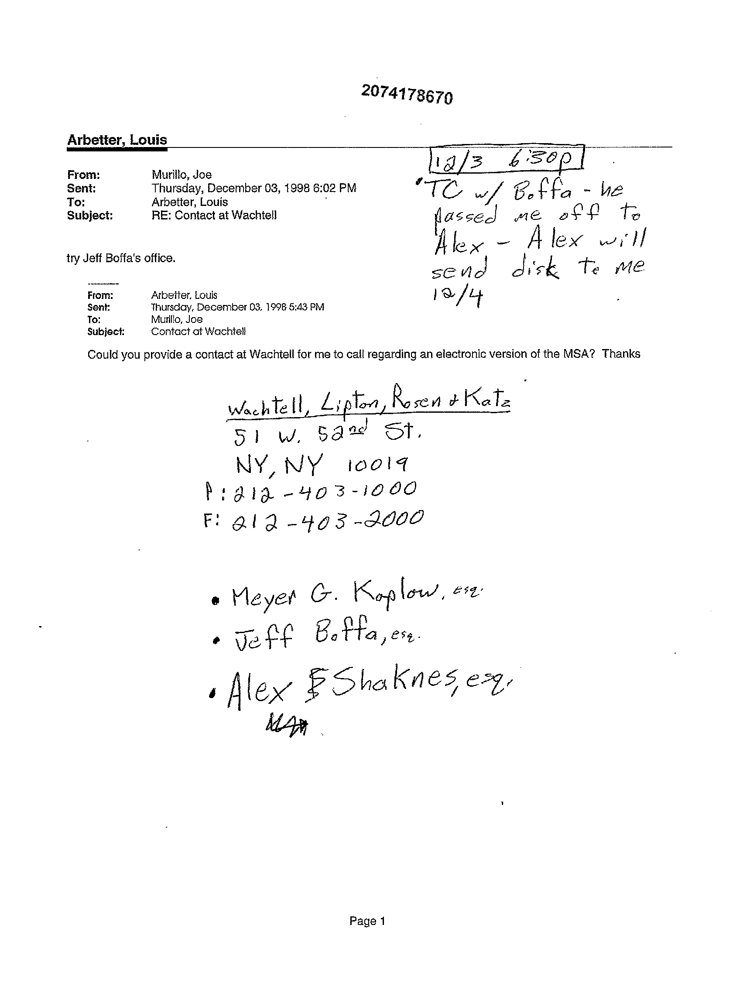 2074178670
Arbetter, Louis
From: Murillo, Joe
Sent: Thursday, December 03, 1998 6:02 PM
To: Arbetter, Louis
Subject: RE: Contact at Wachtell
12/3 6:30p
TC w/ Boffa - he
passed me off to
Alex - Alex will
send disk to me
12/4
try Jeff Boffa's office.
From: Arbetter, Louis
Sent: Thursday, December 03, 1998 5:43 PM
To: Murillo, Joe
Subject: Contact at Wachtell
Could you provide a contact at Wachtell for me to call regarding an electronic version of the MSA? Thanks
Wachtell, Lipton, Rosen & Katz
51 W. 52nd St.
NY, NY 10019
P: 212-403-1000
F: 212-403-2000
• Meyer G. Koplow, esq.
• Jeff Boffa, esq.
• Alex Shaknes, esq.
Page 1